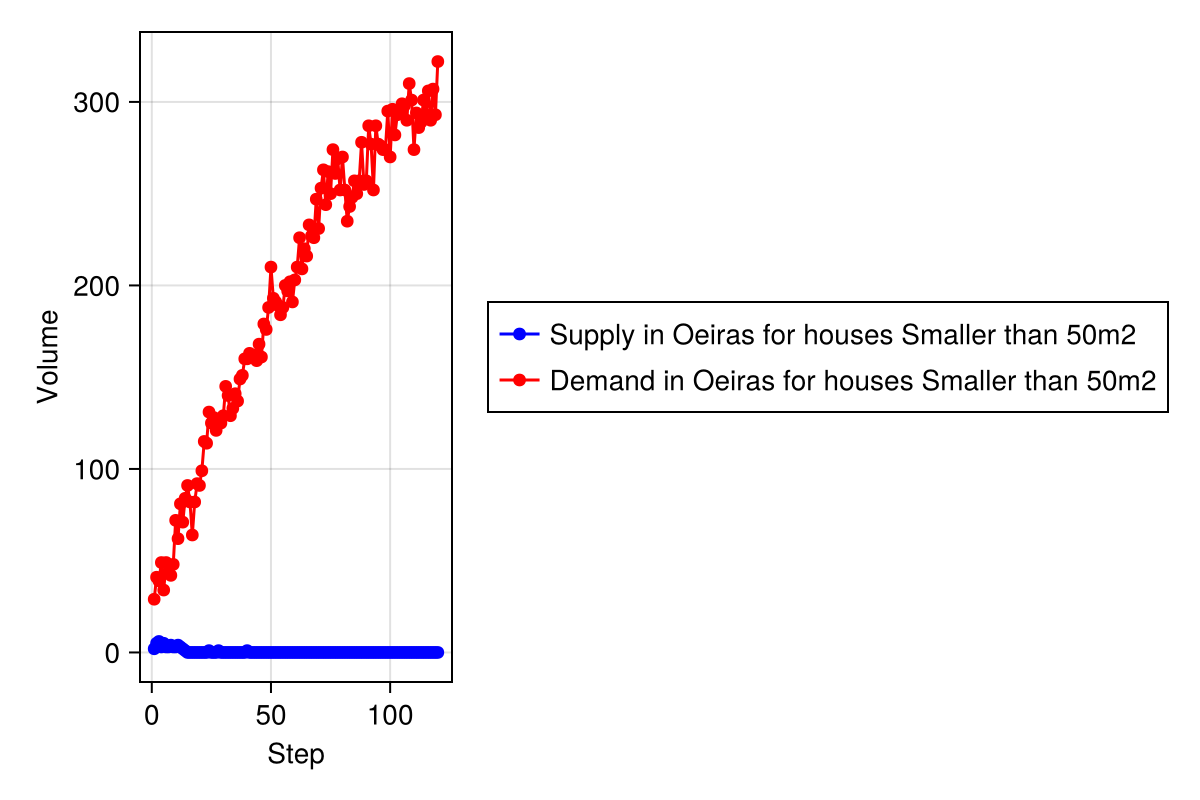 300
200
100
0
Volume
0 50 100
Step
Supply in Oeiras for houses Smaller than 50m2
Demand in Oeiras for houses Smaller than 50m2